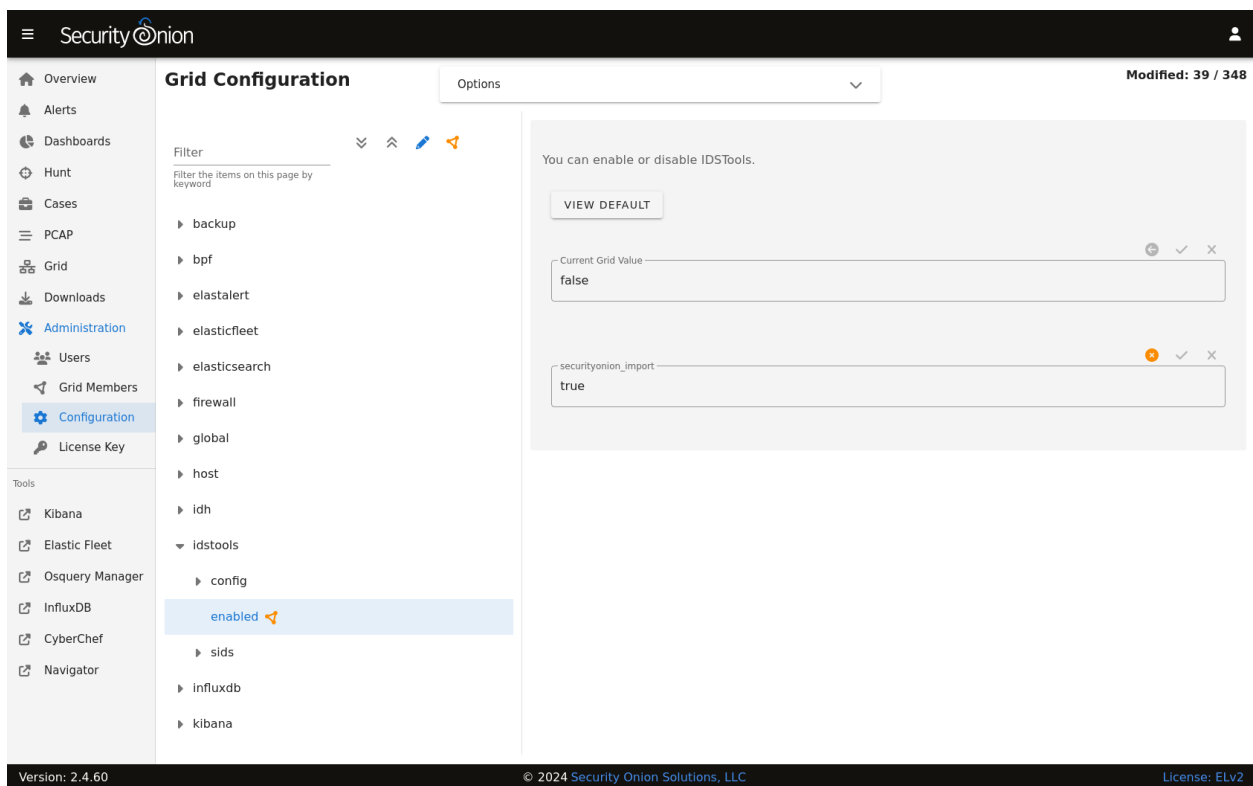 Security Onion
Overview
Alerts
Dashboards
Hunt
Cases
PCAP
Grid
Downloads
Administration
Users
Grid Members
Configuration
License Key
Tools
Kibana
Elastic Fleet
Osquery Manager
InfluxDB
CyberChef
Navigator
Grid Configuration
Options
Modified: 39 / 348
Filter
Filter the items on this page by
keyword
backup
bpf
elastalert
elasticfleet
elasticsearch
firewall
global
host
idh
idstools
config
enabled
sids
influxdb
kibana
You can enable or disable IDSTools.
VIEW DEFAULT
Current Grid Value
false
securityonion_import
true
Version: 2.4.60
© 2024 Security Onion Solutions, LLC
License: ELv2